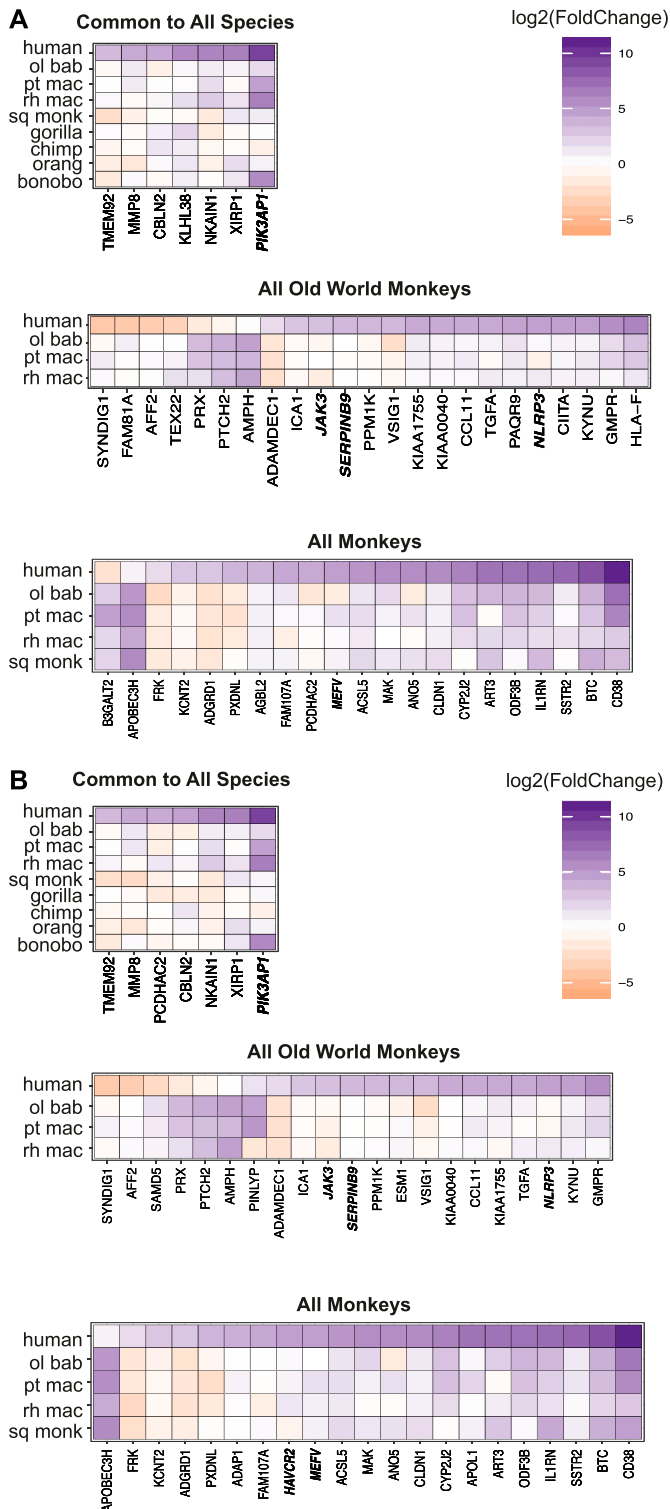 A
Common to All Species
log2(FoldChange)
human
ol bab
pt mac
rh mac
sq monk
gorilla
chimp
orang
bonobo
10
5
0
−5
TMEM92 MMP8 CBLN2 KLHL38 NKAIN1 XIRP1 PIK3AP1
All Old World Monkeys
human
ol bab
pt mac
rh mac
SYNDIG1 FAM81A AFF2 TEX22 PRX PTCH2 AMPH ADAMDEC1 ICA1 JAK3 SERPINB9 PPM1K VSIG1 KIAA1755 KIAA0040 CCL11 TGFA PAQR9 NLRP3 CIITA KYNU GMPR HLA−F
All Monkeys
human
ol bab
pt mac
rh mac
sq monk
B3GALT2 APOBEC3H FRK KCNT2 ADGRD1 PXDNL AGBL2 FAM107A PCDHAC2 MEFV ACSL5 MAK ANO5 CLDN1 CYP2J2 ART3 ODF3B IL1RN SSTR2 BTC CD38
B
Common to All Species
log2(FoldChange)
human
ol bab
pt mac
rh mac
sq monk
gorilla
chimp
orang
bonobo
10
5
0
−5
TMEM92 MMP8 PCDHAC2 CBLN2 NKAIN1 XIRP1 PIK3AP1
All Old World Monkeys
human
ol bab
pt mac
rh mac
SYNDIG1 AFF2 SAMD5 PRX PTCH2 AMPH PINLYP ADAMDEC1 ICA1 JAK3 SERPINB9 PPM1K ESM1 VSIG1 KIAA0040 CCL11 KIAA1755 TGFA NLRP3 KYNU GMPR
All Monkeys
human
ol bab
pt mac
rh mac
sq monk
APOBEC3H FRK KCNT2 ADGRD1 PXDNL ADAP1 FAM107A HAVCR2 MEFV ACSL5 MAK ANO5 CLDN1 CYP2J2 APOL1 ART3 ODF3B IL1RN SSTR2 BTC CD38